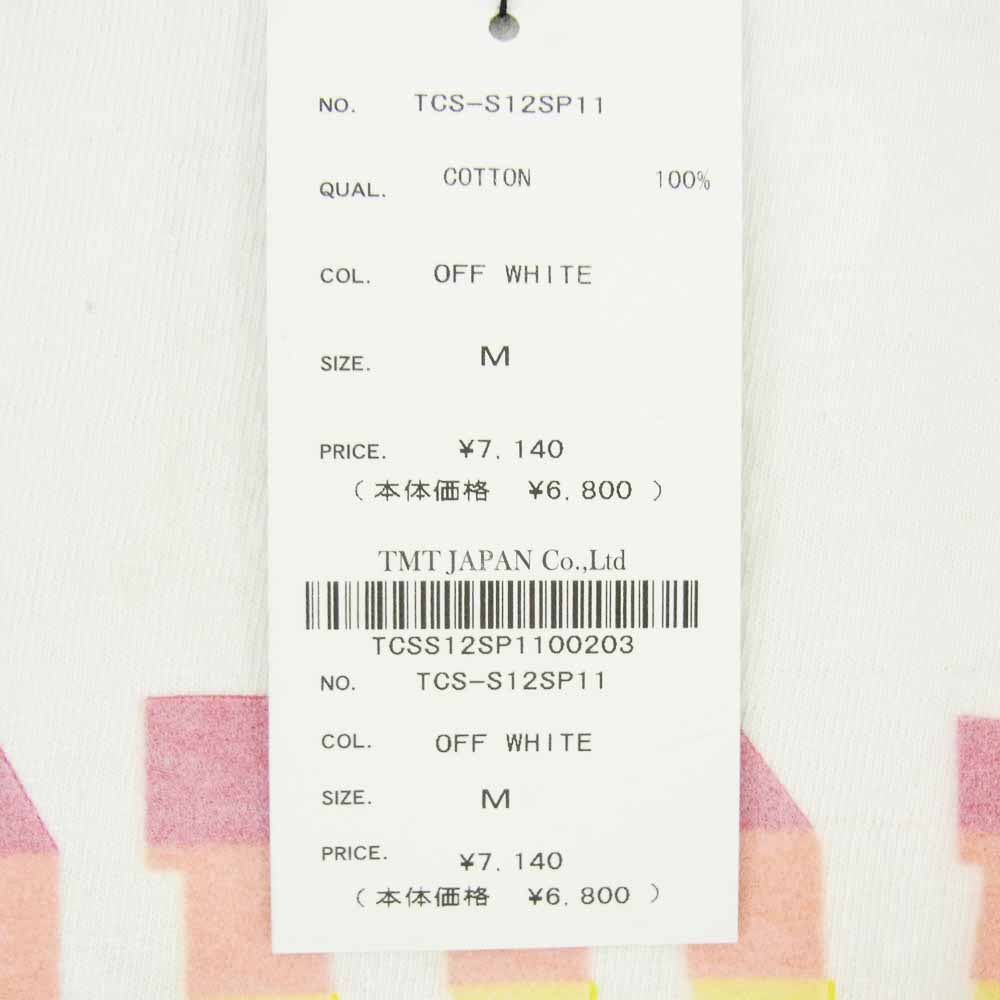 NO. TCS-S12SP11
QUAL. COTTON 100%
COL. OFF WHITE
SIZE. M
PRICE. ¥7,140
(本体価格 ¥6,800)
TMT JAPAN Co.,Ltd
TCSS12SP1100203
NO. TCS-S12SP11
COL. OFF WHITE
SIZE. M
PRICE. ¥7,140
(本体価格 ¥6,800)